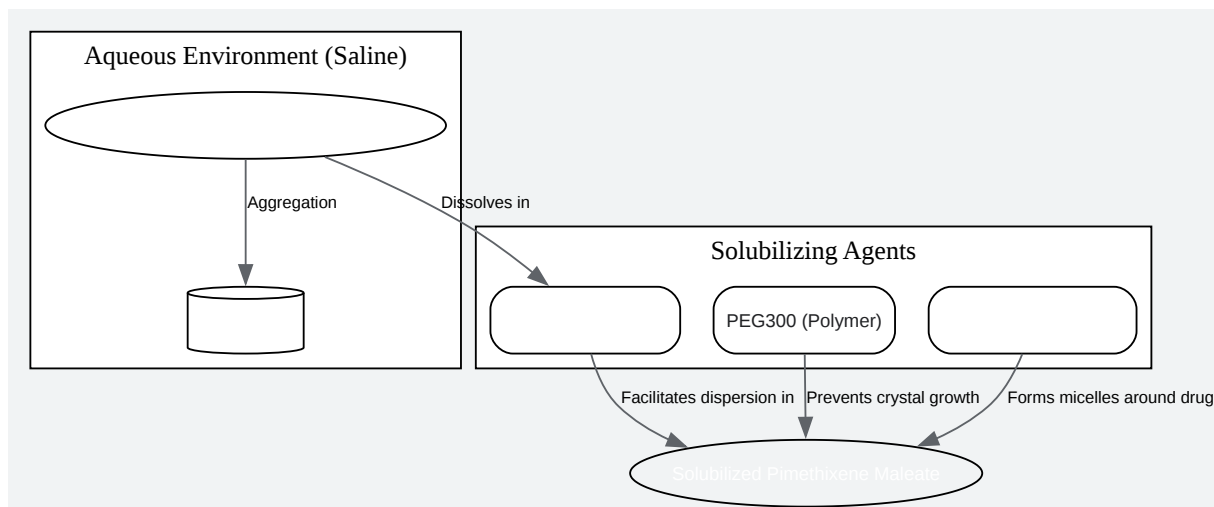 Aqueous Environment (Saline)
Aggregation
Dissolves in
Solubilizing Agents
PEG300 (Polymer)
Facilitates dispersion in
Prevents crystal growth
Forms micelles around drug
Solubilized Pimethixene Maleate